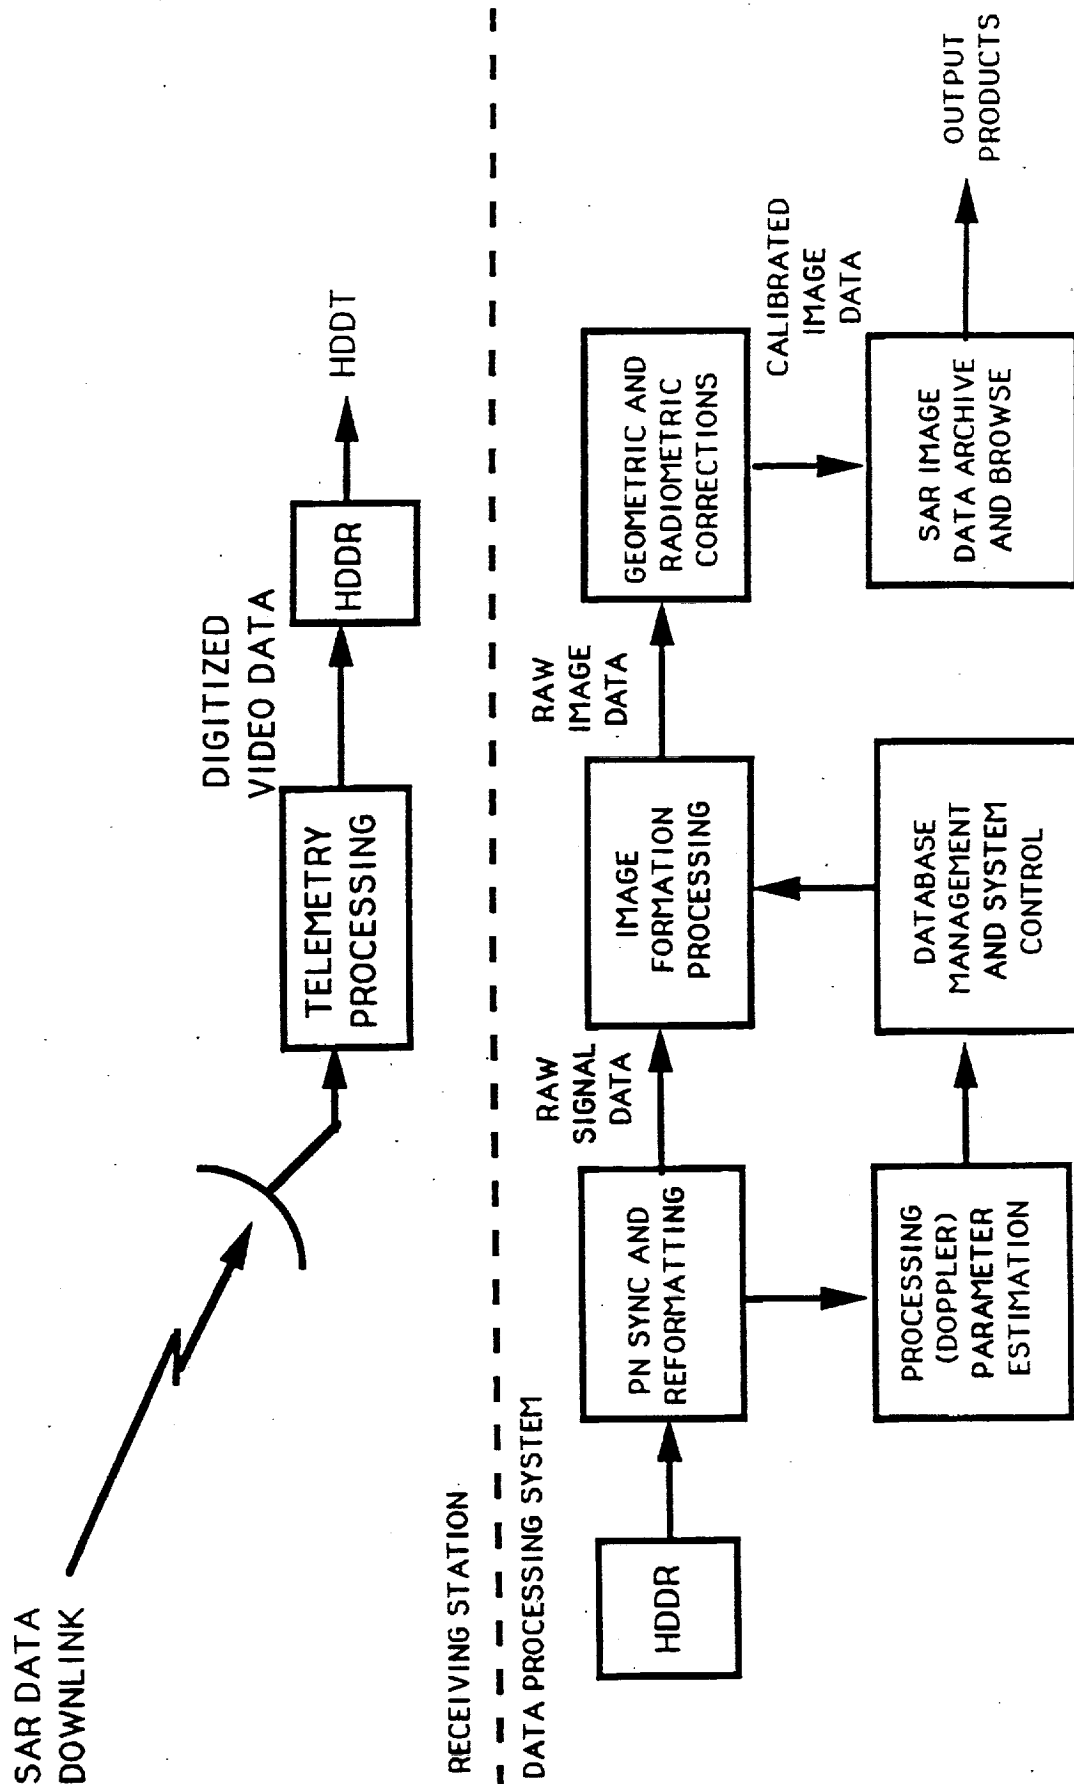 SAR DATA
DOWNLINK
TELEMETRY
PROCESSING
DIGITIZED
VIDEO DATA
HDDR
HDDT
RECEIVING STATION
DATA PROCESSING SYSTEM
HDDR
PN SYNC AND
REFORMATTING
RAW
SIGNAL
DATA
IMAGE
FORMATION
PROCESSING
RAW
IMAGE
DATA
GEOMETRIC AND
RADIOMETRIC
CORRECTIONS
CALIBRATED
IMAGE
DATA
PROCESSING
(DOPPLER)
PARAMETER
ESTIMATION
DATABASE
MANAGEMENT
AND SYSTEM
CONTROL
SAR IMAGE
DATA ARCHIVE
AND BROWSE
OUTPUT
PRODUCTS